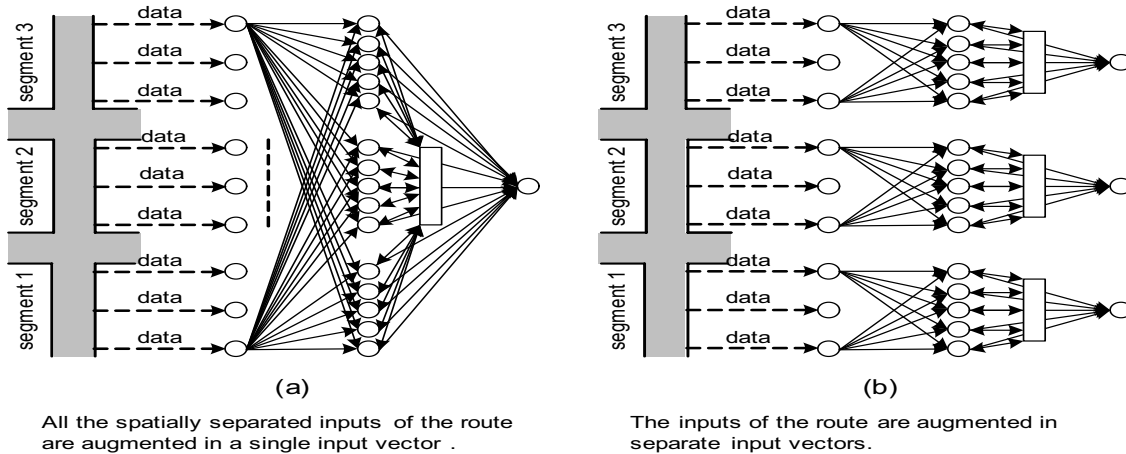 segment 3
data
data
data
segment 2
data
data
data
segment 1
data
data
data
(a)
All the spatially separated inputs of the route
are augmented in a single input vector .
segment 3
data
data
data
segment 2
data
data
data
segment 1
data
data
data
(b)
The inputs of the route are augmented in
separate input vectors.